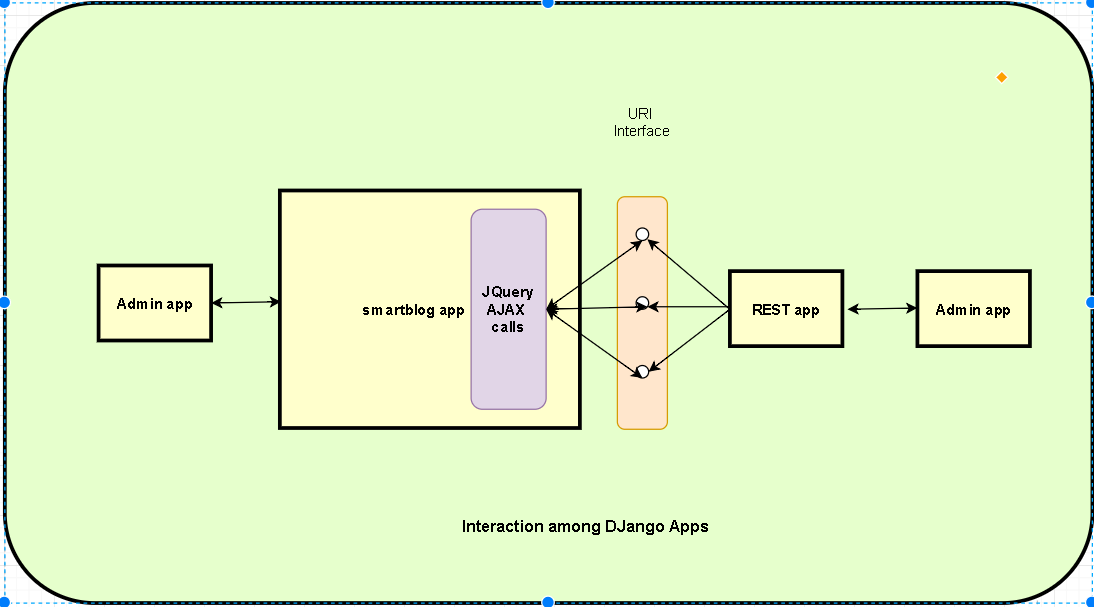 URI
Interface
Admin app
smartblog app
JQuery
AJAX
calls
REST app
Admin app
Interaction among DJango Apps